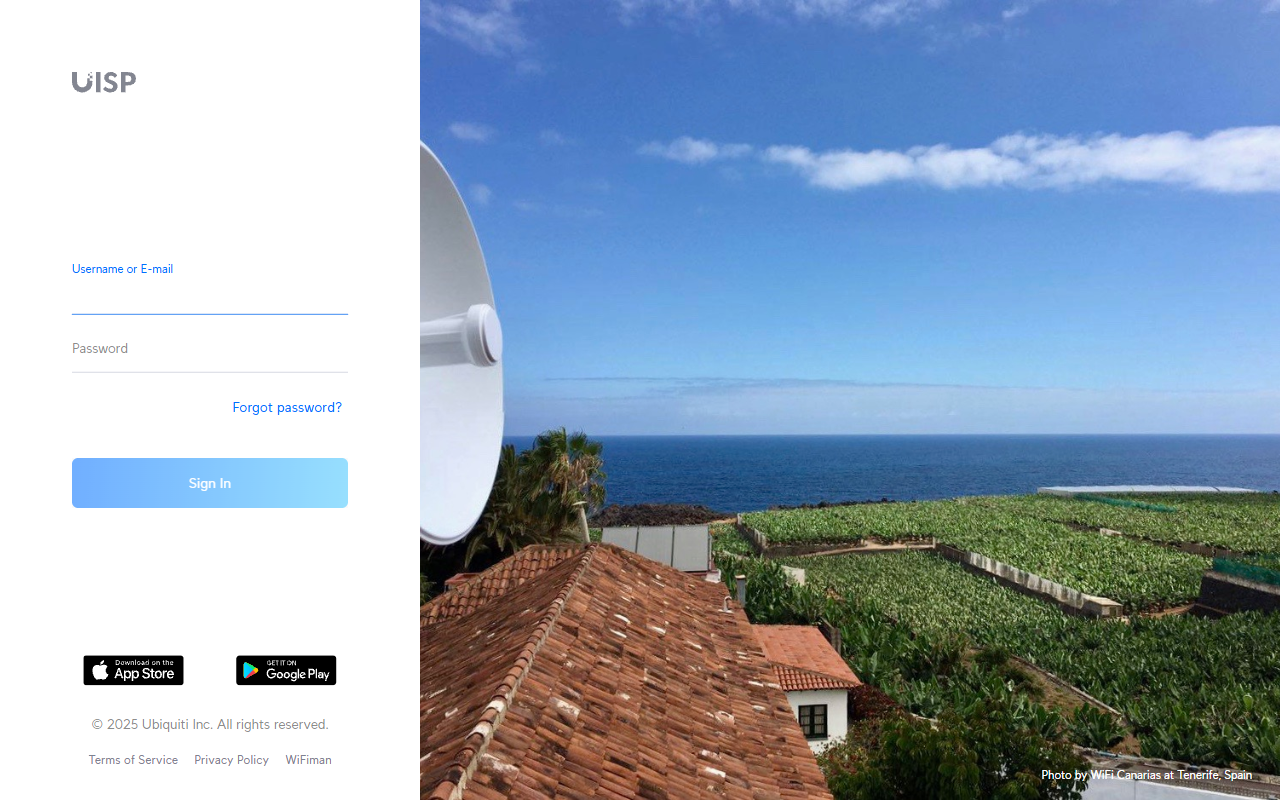 UISP
Username or E-mail
Password
Forgot password?
Sign In
Download on the
App Store
GET IT ON
Google Play
© 2025 Ubiquiti Inc. All rights reserved.
Terms of Service Privacy Policy WiFiman
Photo by WiFi Canarias at Tenerife, Spain